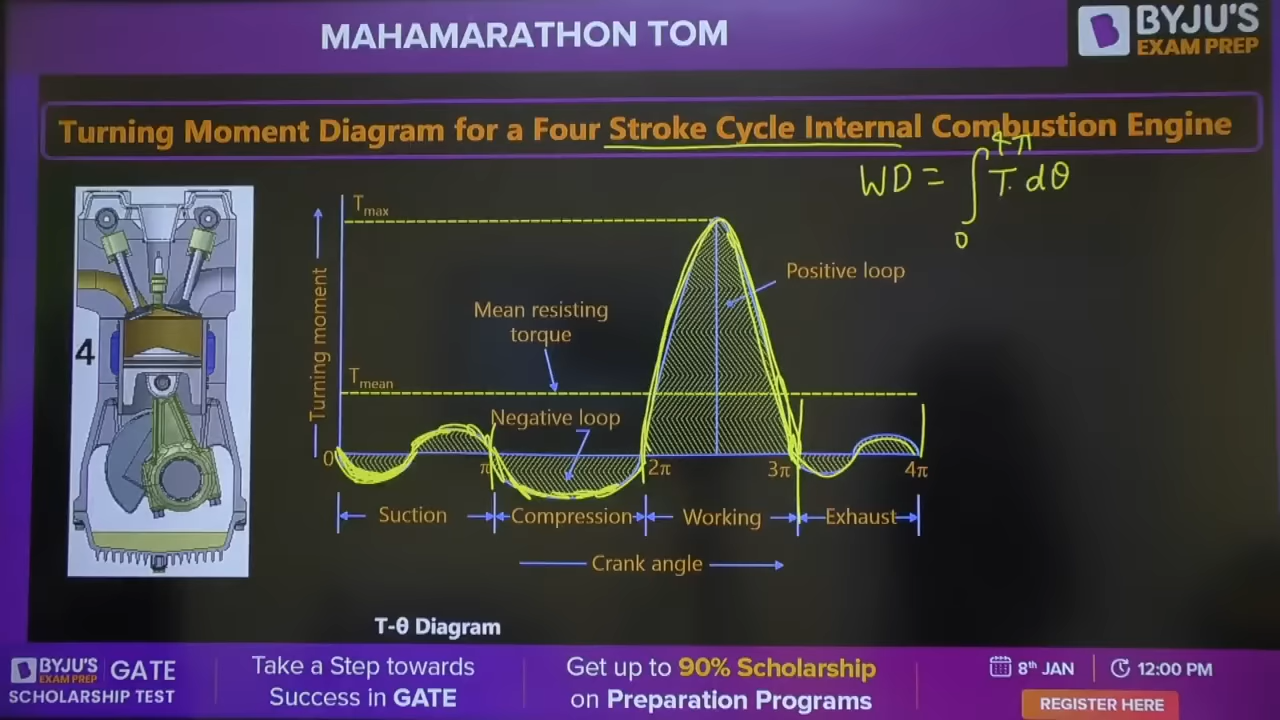 MAHAMARATHON TOM
BYJU'S
EXAM PREP
Turning Moment Diagram for a Four Stroke Cycle Internal Combustion Engine
WD = ∫₀^4π T. dθ
4
Turning moment
Tmax
Positive loop
Mean resisting
torque
Tmean
Negative loop
0
π
2π
3π
4π
Suction
Compression
Working
Exhaust
Crank angle
T-θ Diagram
BYJU'S
EXAM PREP
GATE
SCHOLARSHIP TEST
Take a Step towards
Success in GATE
Get up to 90% Scholarship
on Preparation Programs
8th JAN
12:00 PM
REGISTER HERE